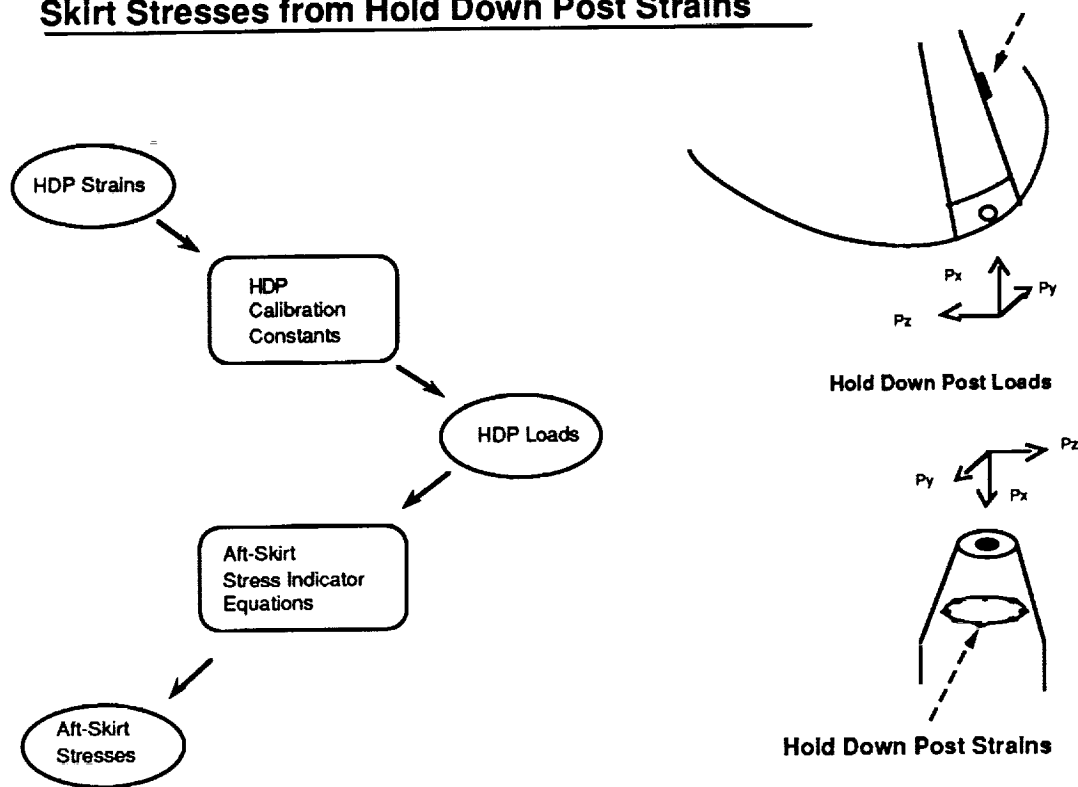 Skirt Stresses from Hold Down Post Strains
HDP Strains
HDP
Calibration
Constants
HDP Loads
Aft-Skirt
Stress Indicator
Equations
Aft-Skirt
Stresses
Px
Py
Pz
Hold Down Post Loads
Pz
Py
Px
Hold Down Post Strains